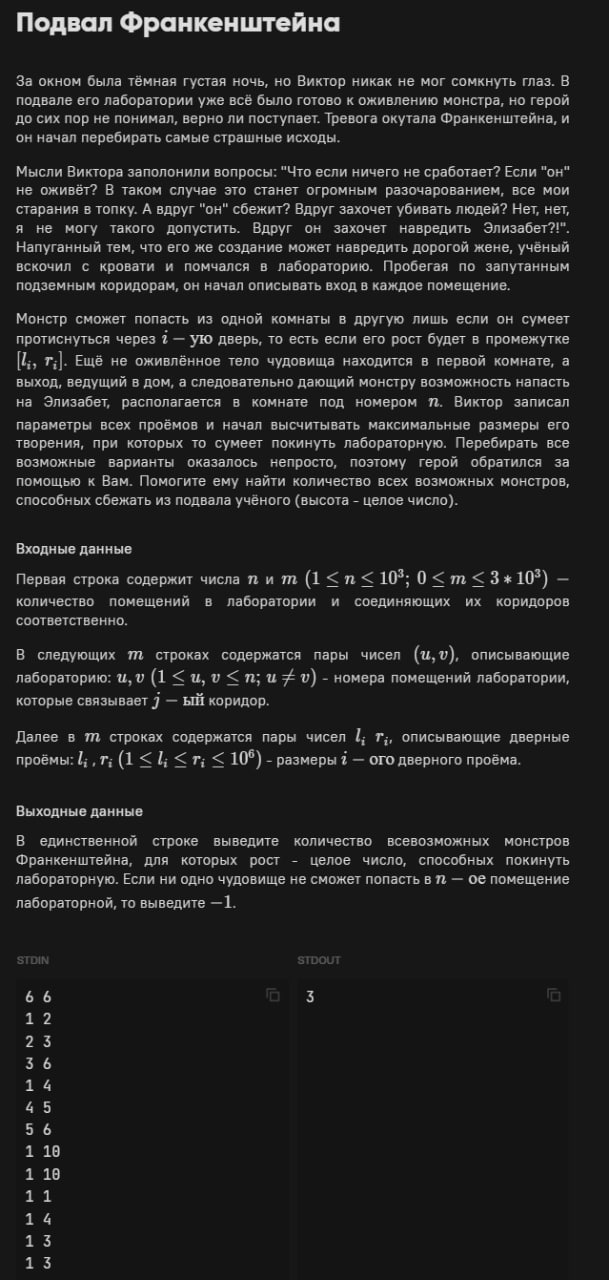 Подвал Франкенштейна
За окном была тёмная густая ночь, но Виктор никак не мог сомкнуть глаз. В
подвале его лаборатории уже всё было готово к оживлению монстра, но герой
до сих пор не понимал, верно ли поступает. Тревога окутала Франкенштейна, и
он начал перебирать самые страшные исходы.
Мысли Виктора заполонили вопросы: "Что если ничего не сработает? Если "он"
не оживёт? В таком случае это станет огромным разочарованием, все мои
старания в топку. А вдруг "он" сбежит? Вдруг захочет убивать людей? Нет, нет,
я не могу такого допустить. Вдруг он захочет навредить Элизабет?!".
Напуганный тем, что его же создание может навредить дорогой жене, учёный
вскочил с кровати и помчался в лабораторию. Пробегая по запутанным
подземным коридорам, он начал описывать вход в каждое помещение.
Монстр сможет попасть из одной комнаты в другую лишь если он сумеет
протиснуться через i − ую дверь, то есть если его рост будет в промежутке
[l_i, r_i]. Ещё не оживлённое тело чудовища находится в первой комнате, а
выход, ведущий в дом, а следовательно дающий монстру возможность напасть
на Элизабет, располагается в комнате под номером n. Виктор записал
параметры всех проёмов и начал высчитывать максимальные размеры его
творения, при которых то сумеет покинуть лабораторную. Перебирать все
возможные варианты оказалось непросто, поэтому герой обратился за
помощью к Вам. Помогите ему найти количество всех возможных монстров,
способных сбежать из подвала учёного (высота - целое число).
Входные данные
Первая строка содержит числа n и m (1 ≤ n ≤ 10³; 0 ≤ m ≤ 3 * 10³) −
количество помещений в лаборатории и соединяющих их коридоров
соответственно.
В следующих m строках содержатся пары чисел (u, v), описывающие
лабораторию: u, v (1 ≤ u, v ≤ n; u ≠ v) - номера помещений лаборатории,
которые связывает j − ый коридор.
Далее в m строках содержатся пары чисел l_i r_i, описывающие дверные
проёмы: l_i , r_i (1 ≤ l_i ≤ r_i ≤ 10⁶) - размеры i − ого дверного проёма.
Выходные данные
В единственной строке выведите количество всевозможных монстров
Франкенштейна, для которых рост - целое число, способных покинуть
лабораторную. Если ни одно чудовище не сможет попасть в n − ое помещение
лабораторной, то выведите −1.
STDIN
6 6
1 2
2 3
3 6
1 4
4 5
5 6
1 10
1 10
1 1
1 4
1 3
1 3
STDOUT
3